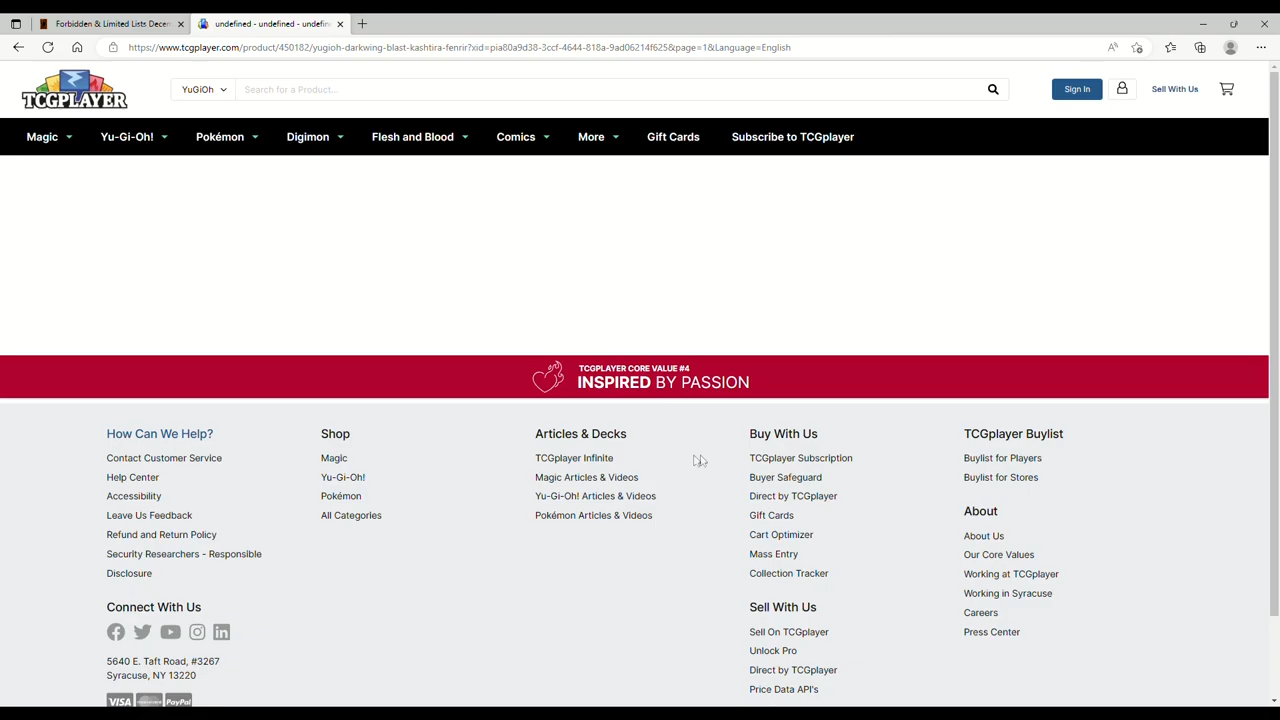 Forbidden & Limited Lists Decem
undefined - undefined - undefin
https://www.tcgplayer.com/product/450182/yugioh-darkwing-blast-kashtira-fenrir?xid=pia80a9d38-3ccf-4644-818a-9ad06214f625&page=1&Language=English
TCGPLAYER
YuGiOh
Search for a Product...
Sign In
Sell With Us
Magic
Yu-Gi-Oh!
Pokémon
Digimon
Flesh and Blood
Comics
More
Gift Cards
Subscribe to TCGplayer
TCGPLAYER CORE VALUE #4
INSPIRED BY PASSION
How Can We Help?
Contact Customer Service
Help Center
Accessibility
Leave Us Feedback
Refund and Return Policy
Security Researchers - Responsible
Disclosure
Connect With Us
5640 E. Taft Road, #3267
Syracuse, NY 13220
VISA
PayPal
Shop
Magic
Yu-Gi-Oh!
Pokémon
All Categories
Articles & Decks
TCGplayer Infinite
Magic Articles & Videos
Yu-Gi-Oh! Articles & Videos
Pokémon Articles & Videos
Buy With Us
TCGplayer Subscription
Buyer Safeguard
Direct by TCGplayer
Gift Cards
Cart Optimizer
Mass Entry
Collection Tracker
Sell With Us
Sell On TCGplayer
Unlock Pro
Direct by TCGplayer
Price Data API's
TCGplayer Buylist
Buylist for Players
Buylist for Stores
About
About Us
Our Core Values
Working at TCGplayer
Working in Syracuse
Careers
Press Center